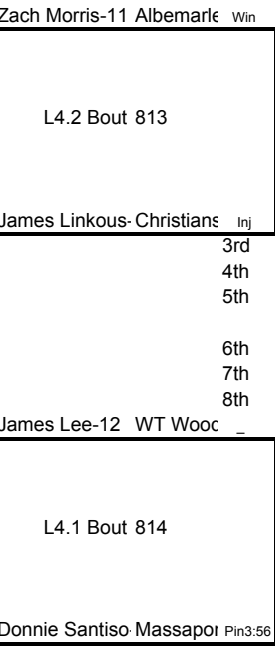 Zach Morris-11 Albemarle Win
L4.2 Bout 813
James Linkous- Christians Inj
3rd
4th
5th
6th
7th
8th
James Lee-12 WT Wooc _
L4.1 Bout 814
Donnie Santiso Massapor Pin3:56